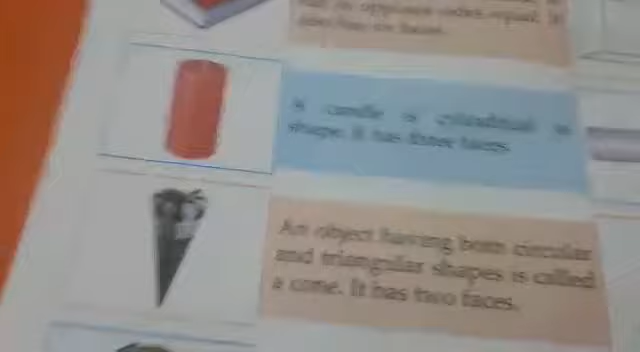 A candle is cylindrical in
shape. It has three faces.
An object having both circular
and triangular shapes is called
a cone. It has two faces.